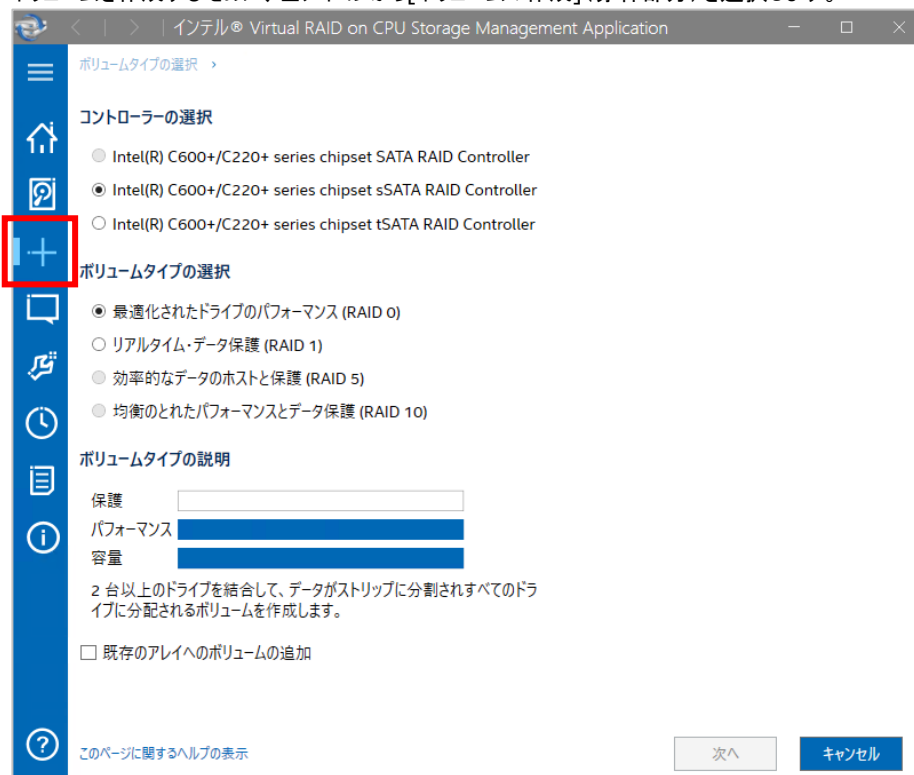 インテル® Virtual RAID on CPU Storage Management Application
ボリュームタイプの選択 ›
コントローラーの選択
Intel(R) C600+/C220+ series chipset SATA RAID Controller
Intel(R) C600+/C220+ series chipset sSATA RAID Controller
Intel(R) C600+/C220+ series chipset tSATA RAID Controller
ボリュームタイプの選択
最適化されたドライブのパフォーマンス (RAID 0)
リアルタイム・データ保護 (RAID 1)
効率的なデータのホストと保護 (RAID 5)
均衡のとれたパフォーマンスとデータ保護 (RAID 10)
ボリュームタイプの説明
保護
パフォーマンス
容量
2 台以上のドライブを結合して、データがストリップに分割されすべてのドラ
イブに分配されるボリュームを作成します。
既存のアレイへのボリュームの追加
このページに関するヘルプの表示
次へ
キャンセル